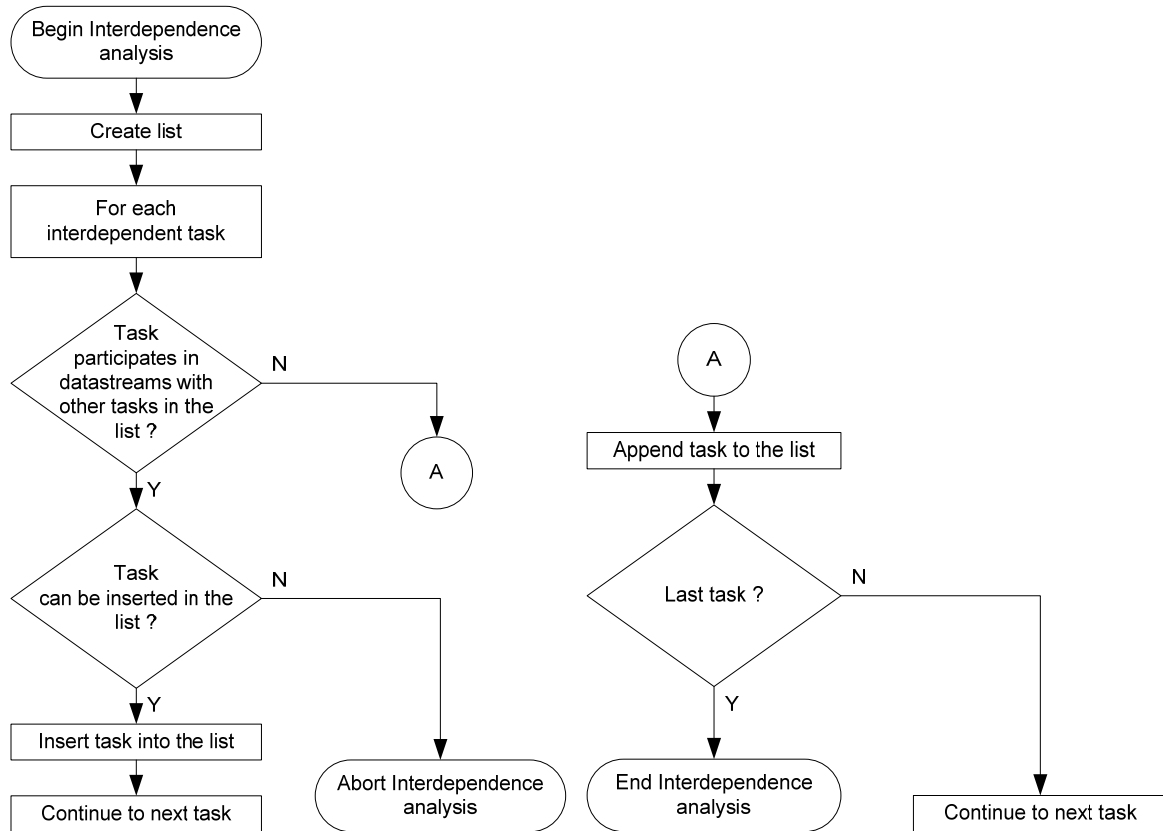 Begin Interdependence
analysis
Create list
For each
interdependent task
Task
participates in
datastreams with
other tasks in the
list ?
N
A
Y
Task
can be inserted in the
list ?
N
Y
Insert task into the list
Continue to next task
Abort Interdependence
analysis
A
Append task to the list
Last task ?
N
Y
End Interdependence
analysis
Continue to next task